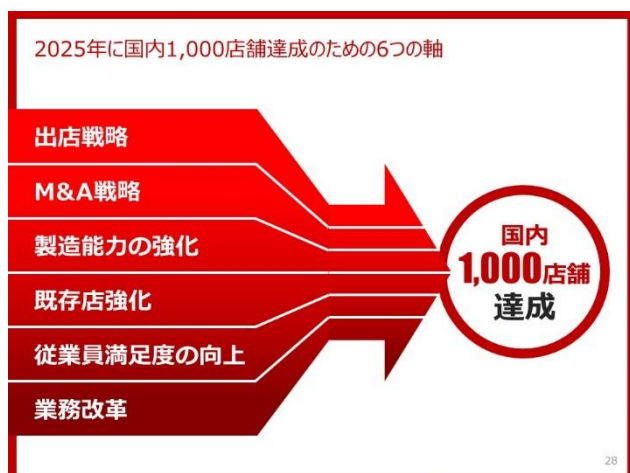 2025年に国内1,000店舗達成のための6つの軸
出店戦略
M&A戦略
製造能力の強化
既存店強化
従業員満足度の向上
業務改革
国内
1,000店舗
達成
28